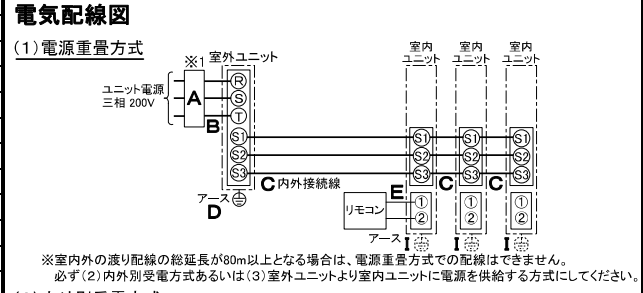 電気配線図
(1)電源重畳方式
※1 室外ユニット
室内ユニット 室内ユニット 室内ユニット
ユニット電源
三相 200V
A
B
R
S
T
S1 S1 S1 S1
S2 S2 S2 S2
S3 S3 S3 S3
C 内外接続線
C C
アース
D
E
リモコン
① ① ①
② ② ②
アース
I I I
※室内外の渡り配線の総延長が80m以上となる場合は、電源重畳方式での配線はできません。
必ず(2)内外別受電方式あるいは(3)室外ユニットより室内ユニットに電源を供給する方式にしてください。